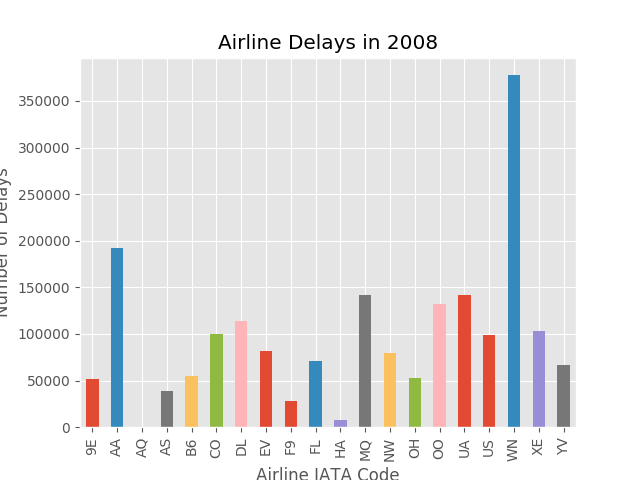 Airline Delays in 2008
350000
300000
250000
200000
150000
100000
50000
0
Number of Delays
9E AA AQ AS B6 CO DL EV F9 FL HA MQ NW OH OO UA US WN XE YV
Airline IATA Code